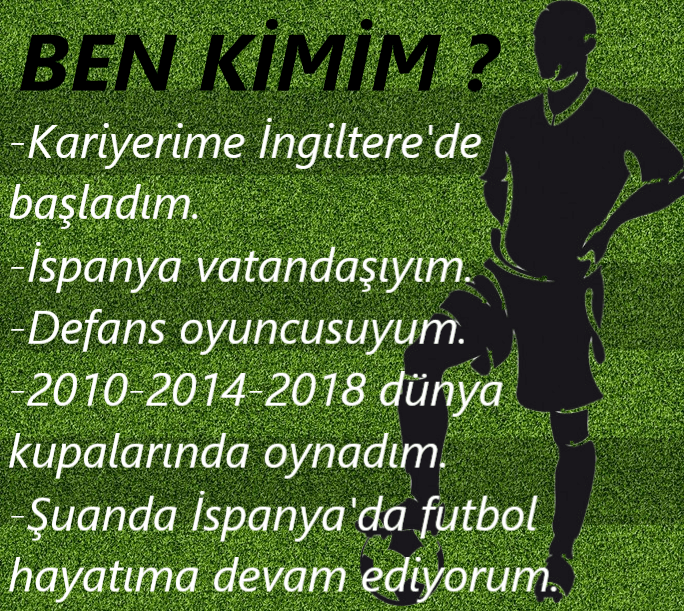 BEN KİMİM ?
-Kariyerime İngiltere'de
başladım.
-İspanya vatandaşıyım.
-Defans oyuncusuyum.
-2010-2014-2018 dünya
kupalarında oynadım.
-Şuanda İspanya'da futbol
hayatıma devam ediyorum.